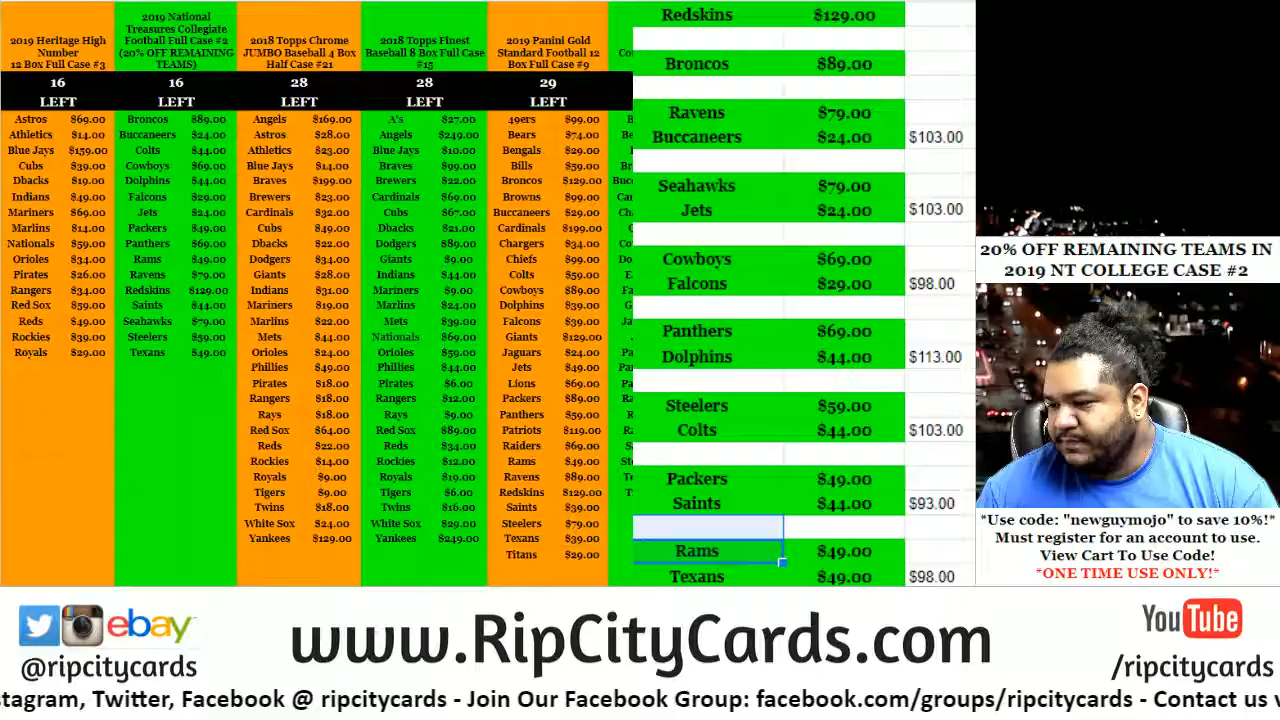 2019 Heritage High
Number
12 Box Full Case #3
16
LEFT
Astros $69.00
Athletics $14.00
Blue Jays $159.00
Cubs $39.00
Dbacks $19.00
Indians $49.00
Mariners $69.00
Marlins $14.00
Nationals $59.00
Orioles $34.00
Pirates $26.00
Rangers $34.00
Red Sox $59.00
Reds $49.00
Rockies $39.00
Royals $29.00
2019 National
Treasures Collegiate
Football Full Case #2
(20% OFF REMAINING
TEAMS)
16
LEFT
Broncos $89.00
Buccaneers $24.00
Colts $44.00
Cowboys $69.00
Dolphins $44.00
Falcons $29.00
Jets $24.00
Packers $49.00
Panthers $69.00
Rams $49.00
Ravens $79.00
Redskins $129.00
Saints $44.00
Seahawks $79.00
Steelers $59.00
Texans $49.00
2018 Topps Chrome
JUMBO Baseball 4 Box
Half Case #21
28
LEFT
Angels $169.00
Astros $28.00
Athletics $23.00
Blue Jays $14.00
Braves $199.00
Brewers $23.00
Cardinals $32.00
Cubs $49.00
Dbacks $22.00
Dodgers $34.00
Giants $28.00
Indians $31.00
Mariners $19.00
Marlins $22.00
Mets $44.00
Orioles $24.00
Phillies $49.00
Pirates $18.00
Rangers $18.00
Rays $18.00
Red Sox $64.00
Reds $22.00
Rockies $14.00
Royals $9.00
Tigers $9.00
Twins $18.00
White Sox $24.00
Yankees $129.00
2018 Topps Finest
Baseball 8 Box Full Case
#15
28
LEFT
A's $27.00
Angels $249.00
Blue Jays $10.00
Braves $99.00
Brewers $22.00
Cardinals $69.00
Cubs $67.00
Dbacks $21.00
Dodgers $89.00
Giants $9.00
Indians $44.00
Mariners $9.00
Marlins $24.00
Mets $39.00
Nationals $69.00
Orioles $59.00
Phillies $44.00
Pirates $6.00
Rangers $12.00
Rays $9.00
Red Sox $89.00
Reds $34.00
Rockies $12.00
Royals $19.00
Tigers $6.00
Twins $16.00
White Sox $29.00
Yankees $249.00
2019 Panini Gold
Standard Football 12
Box Full Case #9
29
LEFT
49ers $99.00
Bears $74.00
Bengals $29.00
Bills $59.00
Broncos $129.00
Browns $99.00
Buccaneers $29.00
Cardinals $199.00
Chargers $34.00
Chiefs $99.00
Colts $59.00
Cowboys $89.00
Dolphins $39.00
Falcons $39.00
Giants $129.00
Jaguars $24.00
Jets $49.00
Lions $69.00
Packers $89.00
Panthers $59.00
Patriots $119.00
Raiders $69.00
Rams $49.00
Ravens $89.00
Redskins $129.00
Saints $39.00
Steelers $79.00
Texans $39.00
Titans $29.00
Redskins $129.00
Broncos $89.00
Ravens $79.00
Buccaneers $24.00 $103.00
Seahawks $79.00
Jets $24.00 $103.00
Cowboys $69.00
Falcons $29.00 $98.00
Panthers $69.00
Dolphins $44.00 $113.00
Steelers $59.00
Colts $44.00 $103.00
Packers $49.00
Saints $44.00 $93.00
Rams $49.00
Texans $49.00 $98.00
20% OFF REMAINING TEAMS IN
2019 NT COLLEGE CASE #2
*Use code: "newguymojo" to save 10%!*
Must register for an account to use.
View Cart To Use Code!
*ONE TIME USE ONLY!*
ebay
@ripcitycards
www.RipCityCards.com
YouTube
/ripcitycards
stagram, Twitter, Facebook @ ripcitycards - Join Our Facebook Group: facebook.com/groups/ripcitycards - Contact us